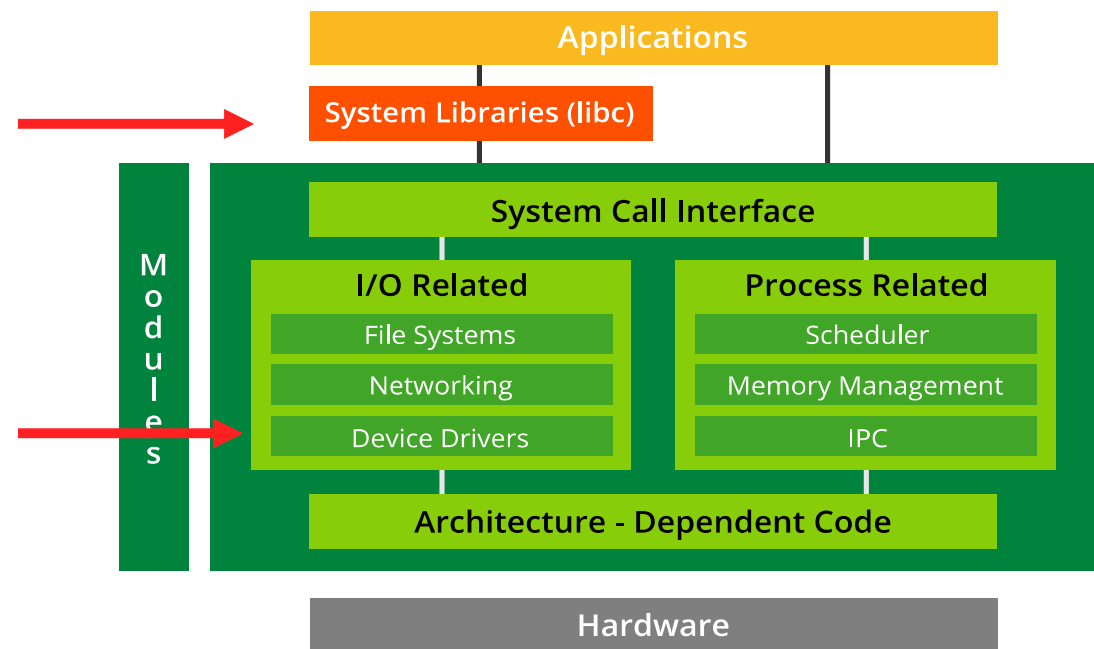 Applications
System Libraries (libc)
System Call Interface
Modules
I/O Related
File Systems
Networking
Device Drivers
Process Related
Scheduler
Memory Management
IPC
Architecture - Dependent Code
Hardware